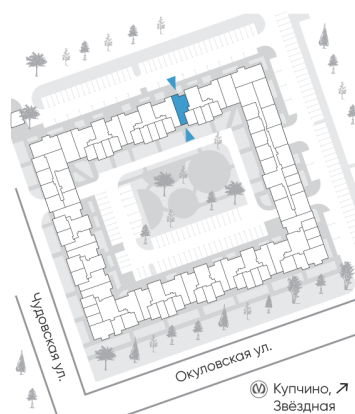 Чудовская ул.
Окуловская ул.
Купчино,
Звёздная